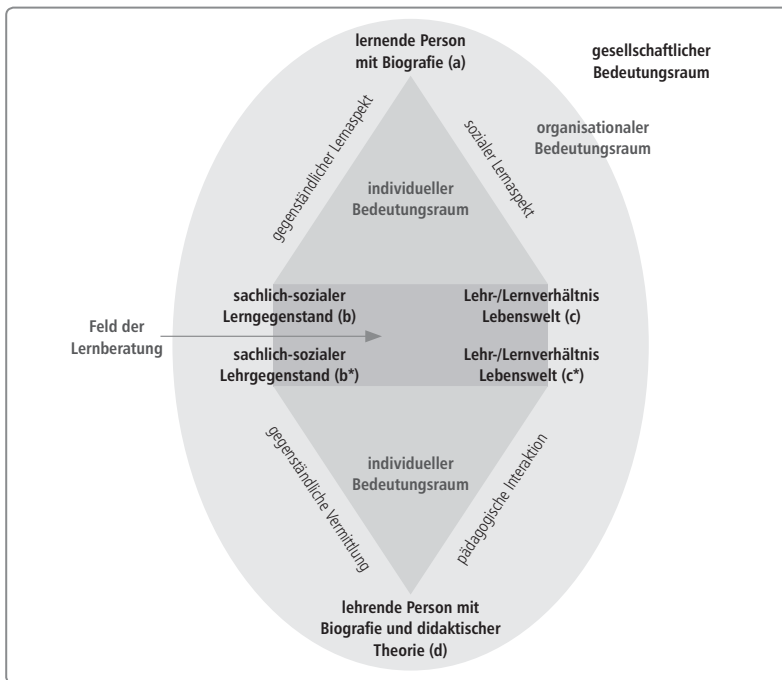 lernende Person
mit Biografie (a)
gesellschaftlicher
Bedeutungsraum
organisationaler
Bedeutungsraum
gegenständlicher Lernaspekt
sozialer Lernaspekt
individueller
Bedeutungsraum
sachlich-sozialer
Lerngegenstand (b)
Lehr-/Lernverhältnis
Lebenswelt (c)
Feld der
Lernberatung
sachlich-sozialer
Lehrgegenstand (b*)
Lehr-/Lernverhältnis
Lebenswelt (c*)
individueller
Bedeutungsraum
gegenständliche Vermittlung
pädagogische Interaktion
lehrende Person mit
Biografie und didaktischer
Theorie (d)